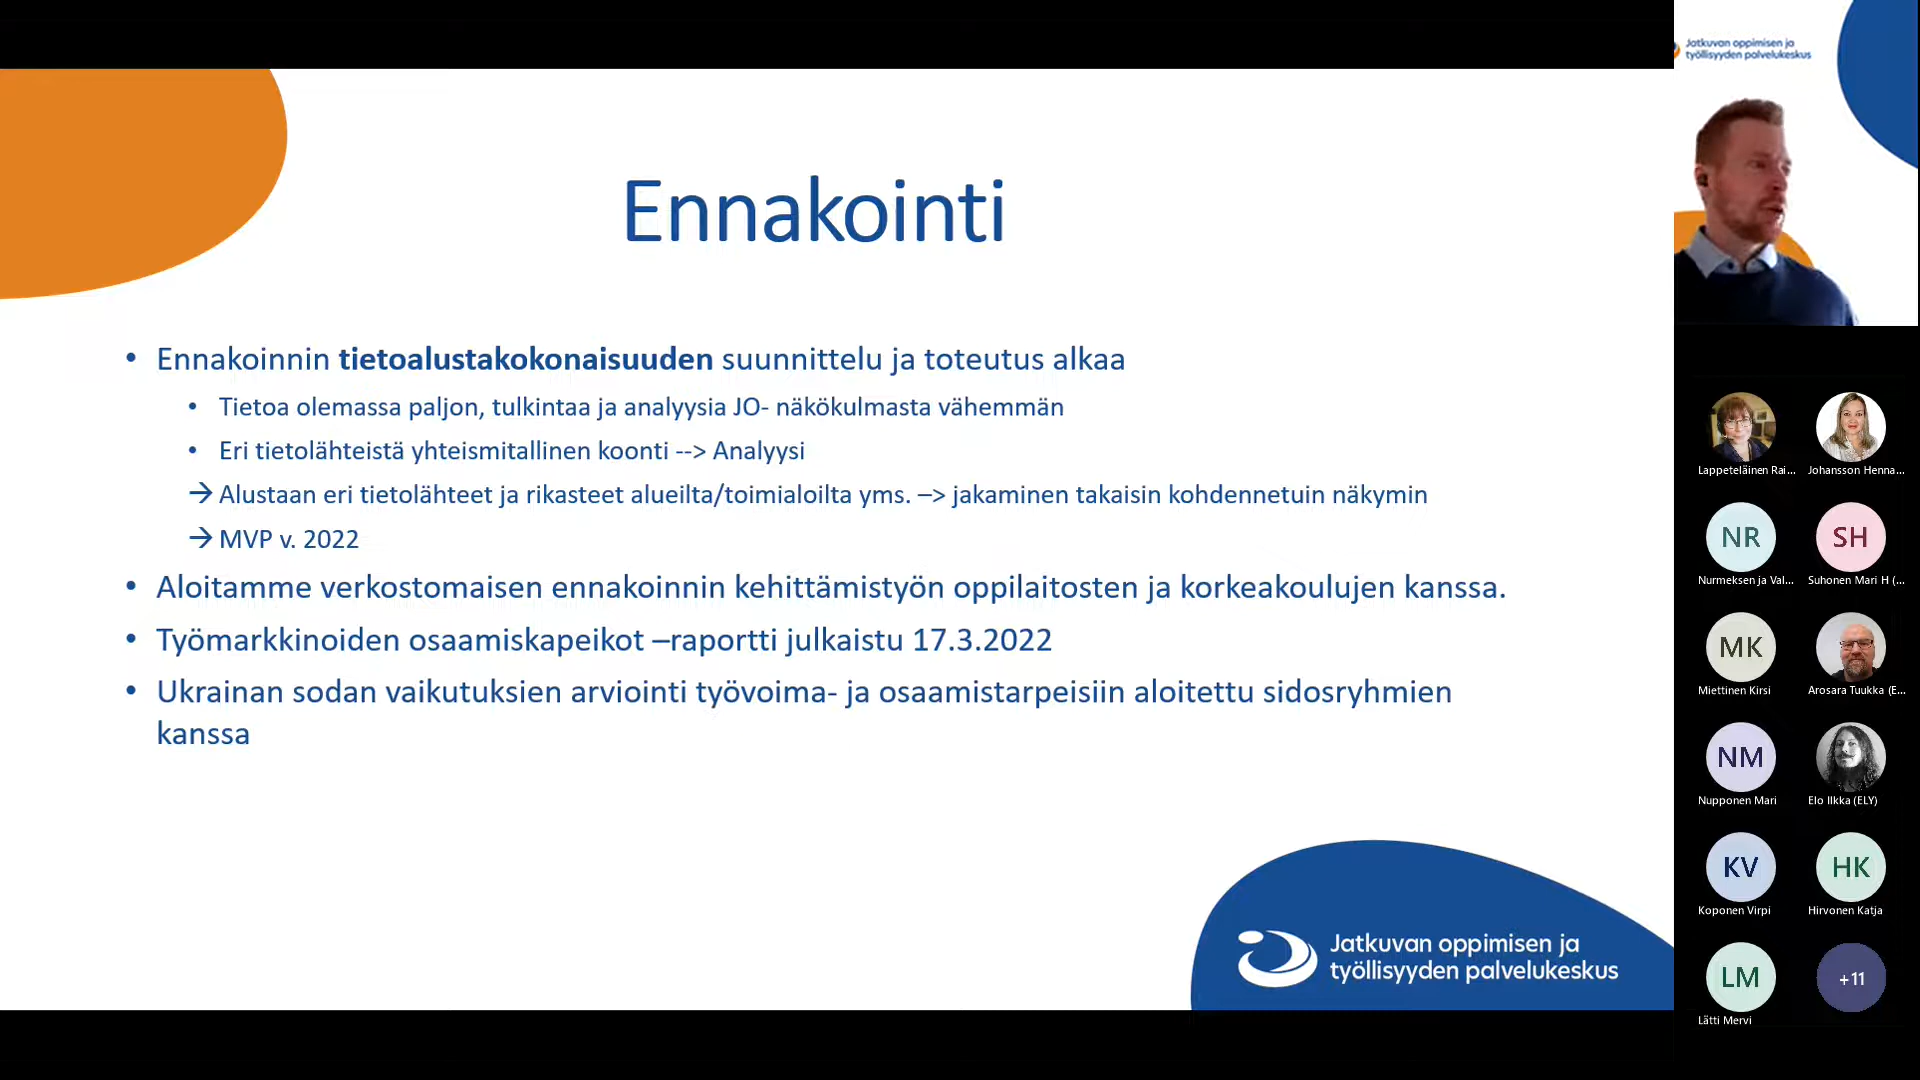 Ennakointi
• Ennakoinnin tietoalustakokonaisuuden suunnittelu ja toteutus alkaa
• Tietoa olemassa paljon, tulkintaa ja analyysia JO- näkökulmasta vähemmän
• Eri tietolähteistä yhteismitallinen koonti --> Analyysi
→ Alustaan eri tietolähteet ja rikasteet alueilta/toimialoilta yms. –> jakaminen takaisin kohdennetuin näkymin
→ MVP v. 2022
• Aloitamme verkostomaisen ennakoinnin kehittämistyön oppilaitosten ja korkeakoulujen kanssa.
• Työmarkkinoiden osaamiskapeikot –raportti julkaistu 17.3.2022
• Ukrainan sodan vaikutuksien arviointi työvoima- ja osaamistarpeisiin aloitettu sidosryhmien
kanssa
Jatkuvan oppimisen ja
työllisyyden palvelukeskus
Jatkuvan oppimisen ja
työllisyyden palvelukeskus
Lappeteläinen Rai...
Johansson Henna...
NR
SH
Nurmeksen ja Val...
Suhonen Mari H (...
MK
Miettinen Kirsi
Arosara Tuukka (E...
NM
Nupponen Mari
Elo Ilkka (ELY)
KV
HK
Koponen Virpi
Hirvonen Katja
LM
+11
Lätti Mervi